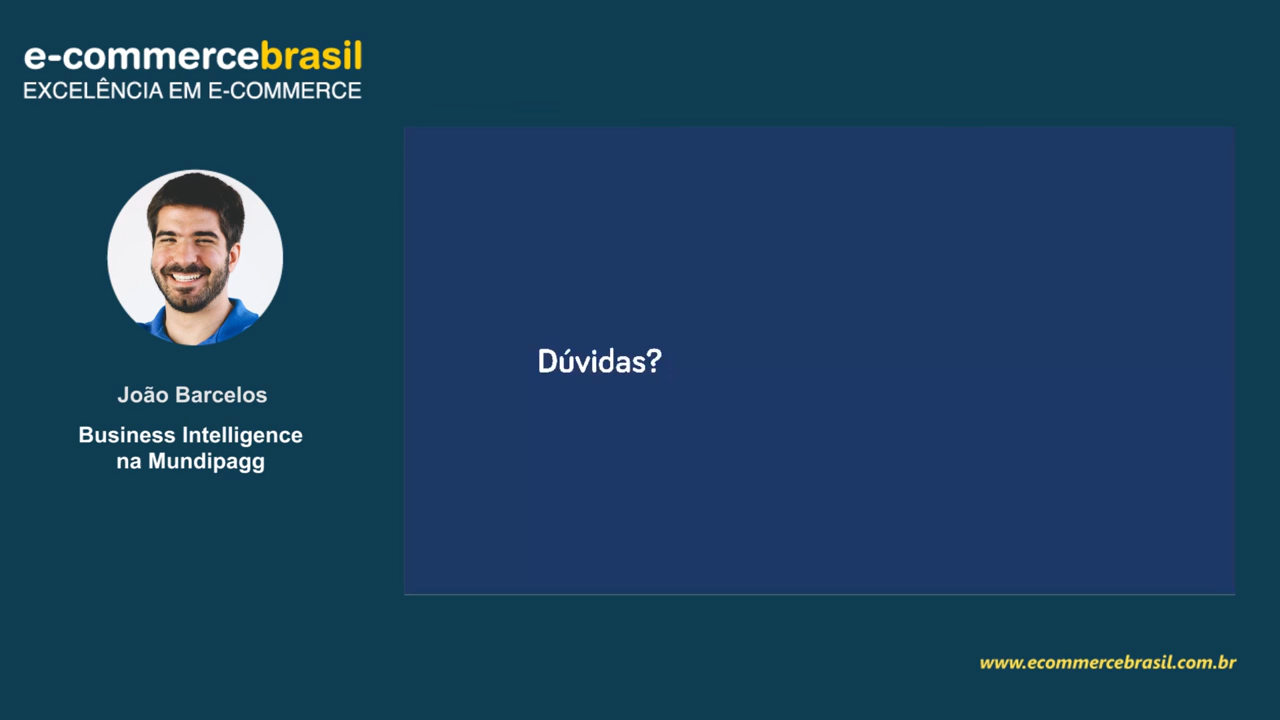 e-commercebrasil
EXCELÊNCIA EM E-COMMERCE
João Barcelos
Business Intelligence
na Mundipagg
Dúvidas?
www.ecommercebrasil.com.br